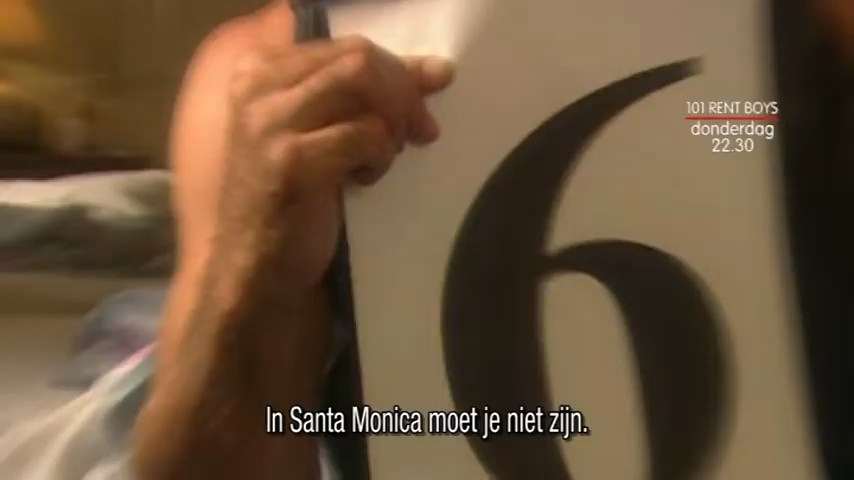 101 RENT BOYS
donderdag
22.30
6
In Santa Monica moet je niet zijn.